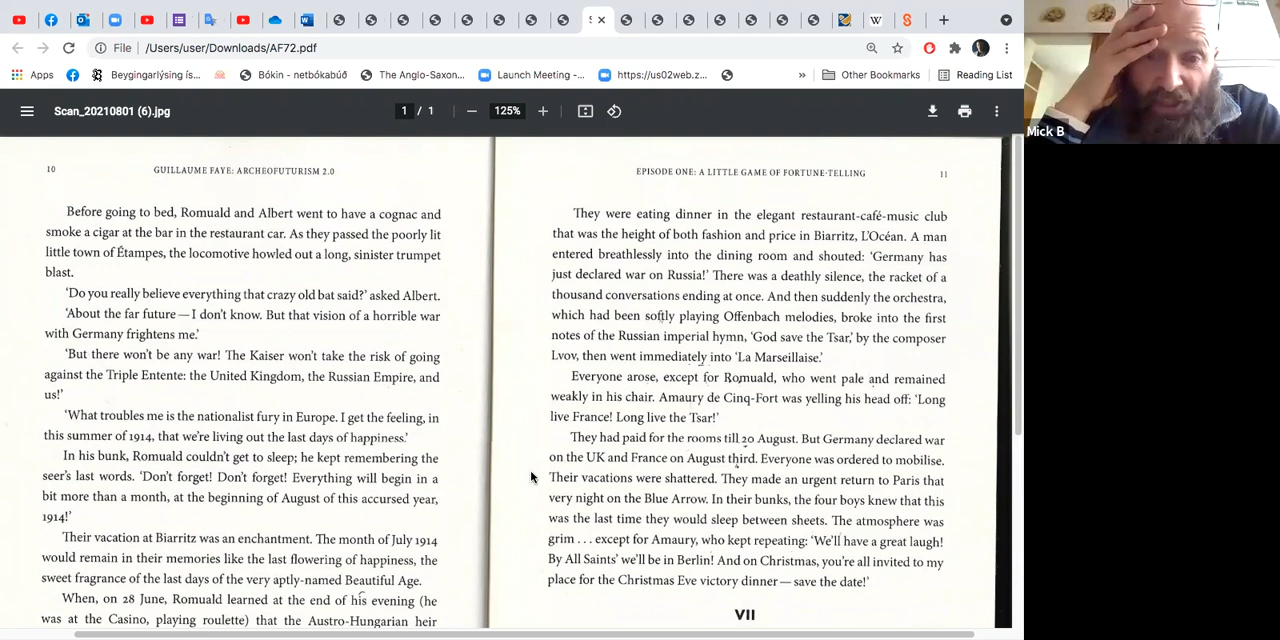 File
/Users/user/Downloads/AF72.pdf
Apps
Beygingarlýsing ís...
Bókin - netbókabúð
The Anglo-Saxon...
Launch Meeting -...
https://us02web.z...
Other Bookmarks
Reading List
Scan_20210801 (6).jpg
1 / 1
125%
Mick B
10
GUILLAUME FAYE: ARCHEOFUTURISM 2.0
Before going to bed, Romuald and Albert went to have a cognac and
smoke a cigar at the bar in the restaurant car. As they passed the poorly lit
little town of Étampes, the locomotive howled out a long, sinister trumpet
blast.
‘Do you really believe everything that crazy old bat said?’ asked Albert.
‘About the far future — I don’t know. But that vision of a horrible war
with Germany frightens me.’
‘But there won’t be any war! The Kaiser won’t take the risk of going
against the Triple Entente: the United Kingdom, the Russian Empire, and
us!’
‘What troubles me is the nationalist fury in Europe. I get the feeling, in
this summer of 1914, that we’re living out the last days of happiness.’
In his bunk, Romuald couldn’t get to sleep; he kept remembering the
seer’s last words. ‘Don’t forget! Don’t forget! Everything will begin in a
bit more than a month, at the beginning of August of this accursed year,
1914!’
Their vacation at Biarritz was an enchantment. The month of July 1914
would remain in their memories like the last flowering of happiness, the
sweet fragrance of the last days of the very aptly-named Beautiful Age.
When, on 28 June, Romuald learned at the end of his evening (he
was at the Casino, playing roulette) that the Austro-Hungarian heir
EPISODE ONE: A LITTLE GAME OF FORTUNE-TELLING
11
They were eating dinner in the elegant restaurant-café-music club
that was the height of both fashion and price in Biarritz, L’Océan. A man
entered breathlessly into the dining room and shouted: ‘Germany has
just declared war on Russia!’ There was a deathly silence, the racket of a
thousand conversations ending at once. And then suddenly the orchestra,
which had been softly playing Offenbach melodies, broke into the first
notes of the Russian imperial hymn, ‘God save the Tsar,’ by the composer
Lvov, then went immediately into ‘La Marseillaise.’
Everyone arose, except for Romuald, who went pale and remained
weakly in his chair. Amaury de Cinq-Fort was yelling his head off: ‘Long
live France! Long live the Tsar!’
They had paid for the rooms till 20 August. But Germany declared war
on the UK and France on August third. Everyone was ordered to mobilise.
Their vacations were shattered. They made an urgent return to Paris that
very night on the Blue Arrow. In their bunks, the four boys knew that this
was the last time they would sleep between sheets. The atmosphere was
grim . . . except for Amaury, who kept repeating: ‘We’ll have a great laugh!
By All Saints’ we’ll be in Berlin! And on Christmas, you’re all invited to my
place for the Christmas Eve victory dinner — save the date!’
VII